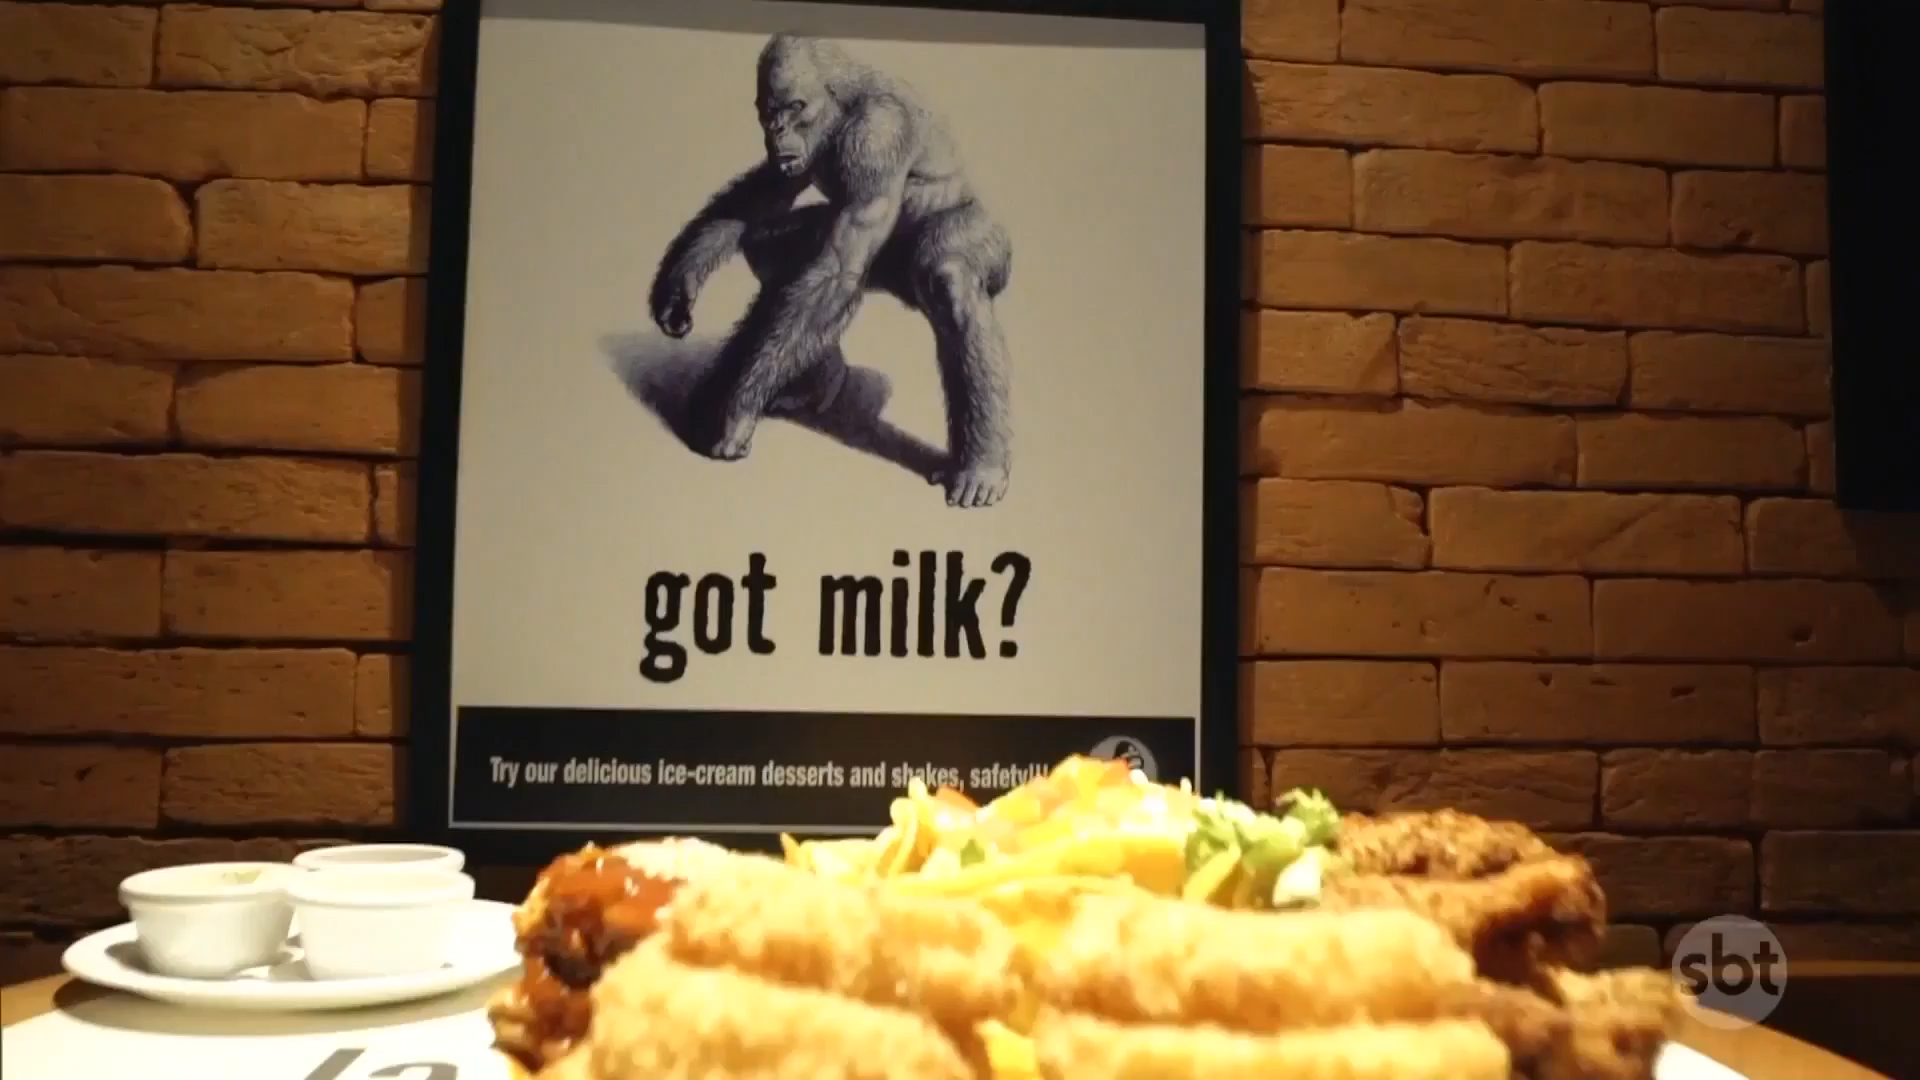 got milk?
Try our delicious ice-cream desserts and shakes, safety!!!
sbt